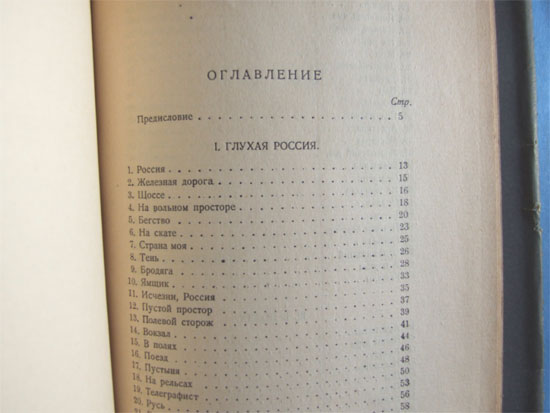 ОГЛАВЛЕНИЕ
Стр.
Предисловие . . . 5
I. ГЛУХАЯ РОССИЯ.
1. Россия . . . 13
2. Железная дорога . . . 15
3. Шоссе . . . 16
4. На вольном просторе . . . 18
5. Бегство . . . 20
6. На скате . . . 23
7. Страна моя . . . 25
8. Тень . . . 26
9. Бродяга . . . 28
10. Ямщик . . . 33
11. Исчезни, Россия . . . 35
12. Пустой простор . . . 37
13. Полевой сторож . . . 39
14. Вокзал . . . 41
15. В полях . . . 44
16. Поезд . . . 46
17. Пустыня . . . 48
18. На рельсах . . . 50
19. Телеграфист . . . 53
20. Русь . . . 56
58